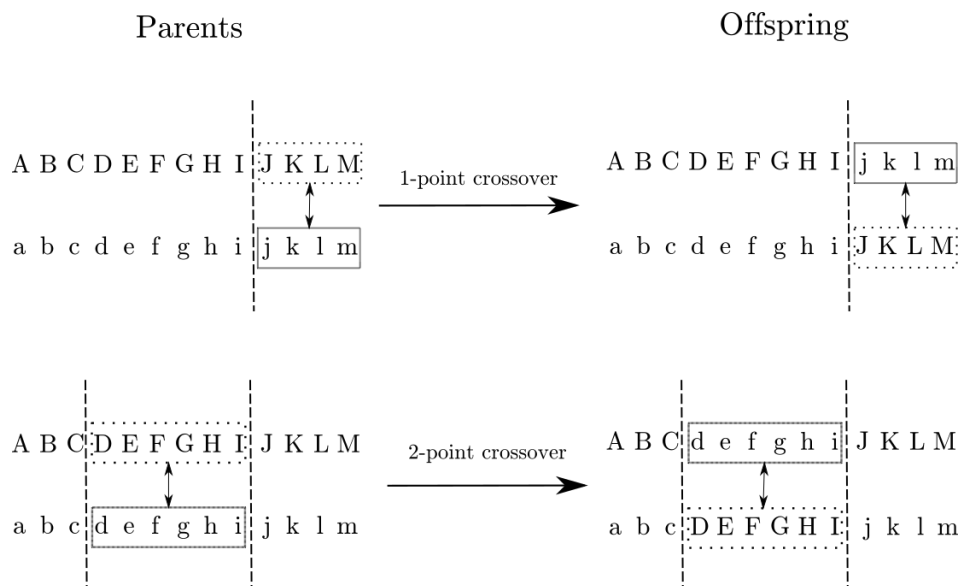 Parents Offspring
A B C D E F G H I J K L M 1-point crossover A B C D E F G H I j k l m
a b c d e f g h i j k l m a b c d e f g h i J K L M
A B C D E F G H I J K L M 2-point crossover A B C d e f g h i J K L M
a b c d e f g h i j k l m a b c D E F G H I j k l m